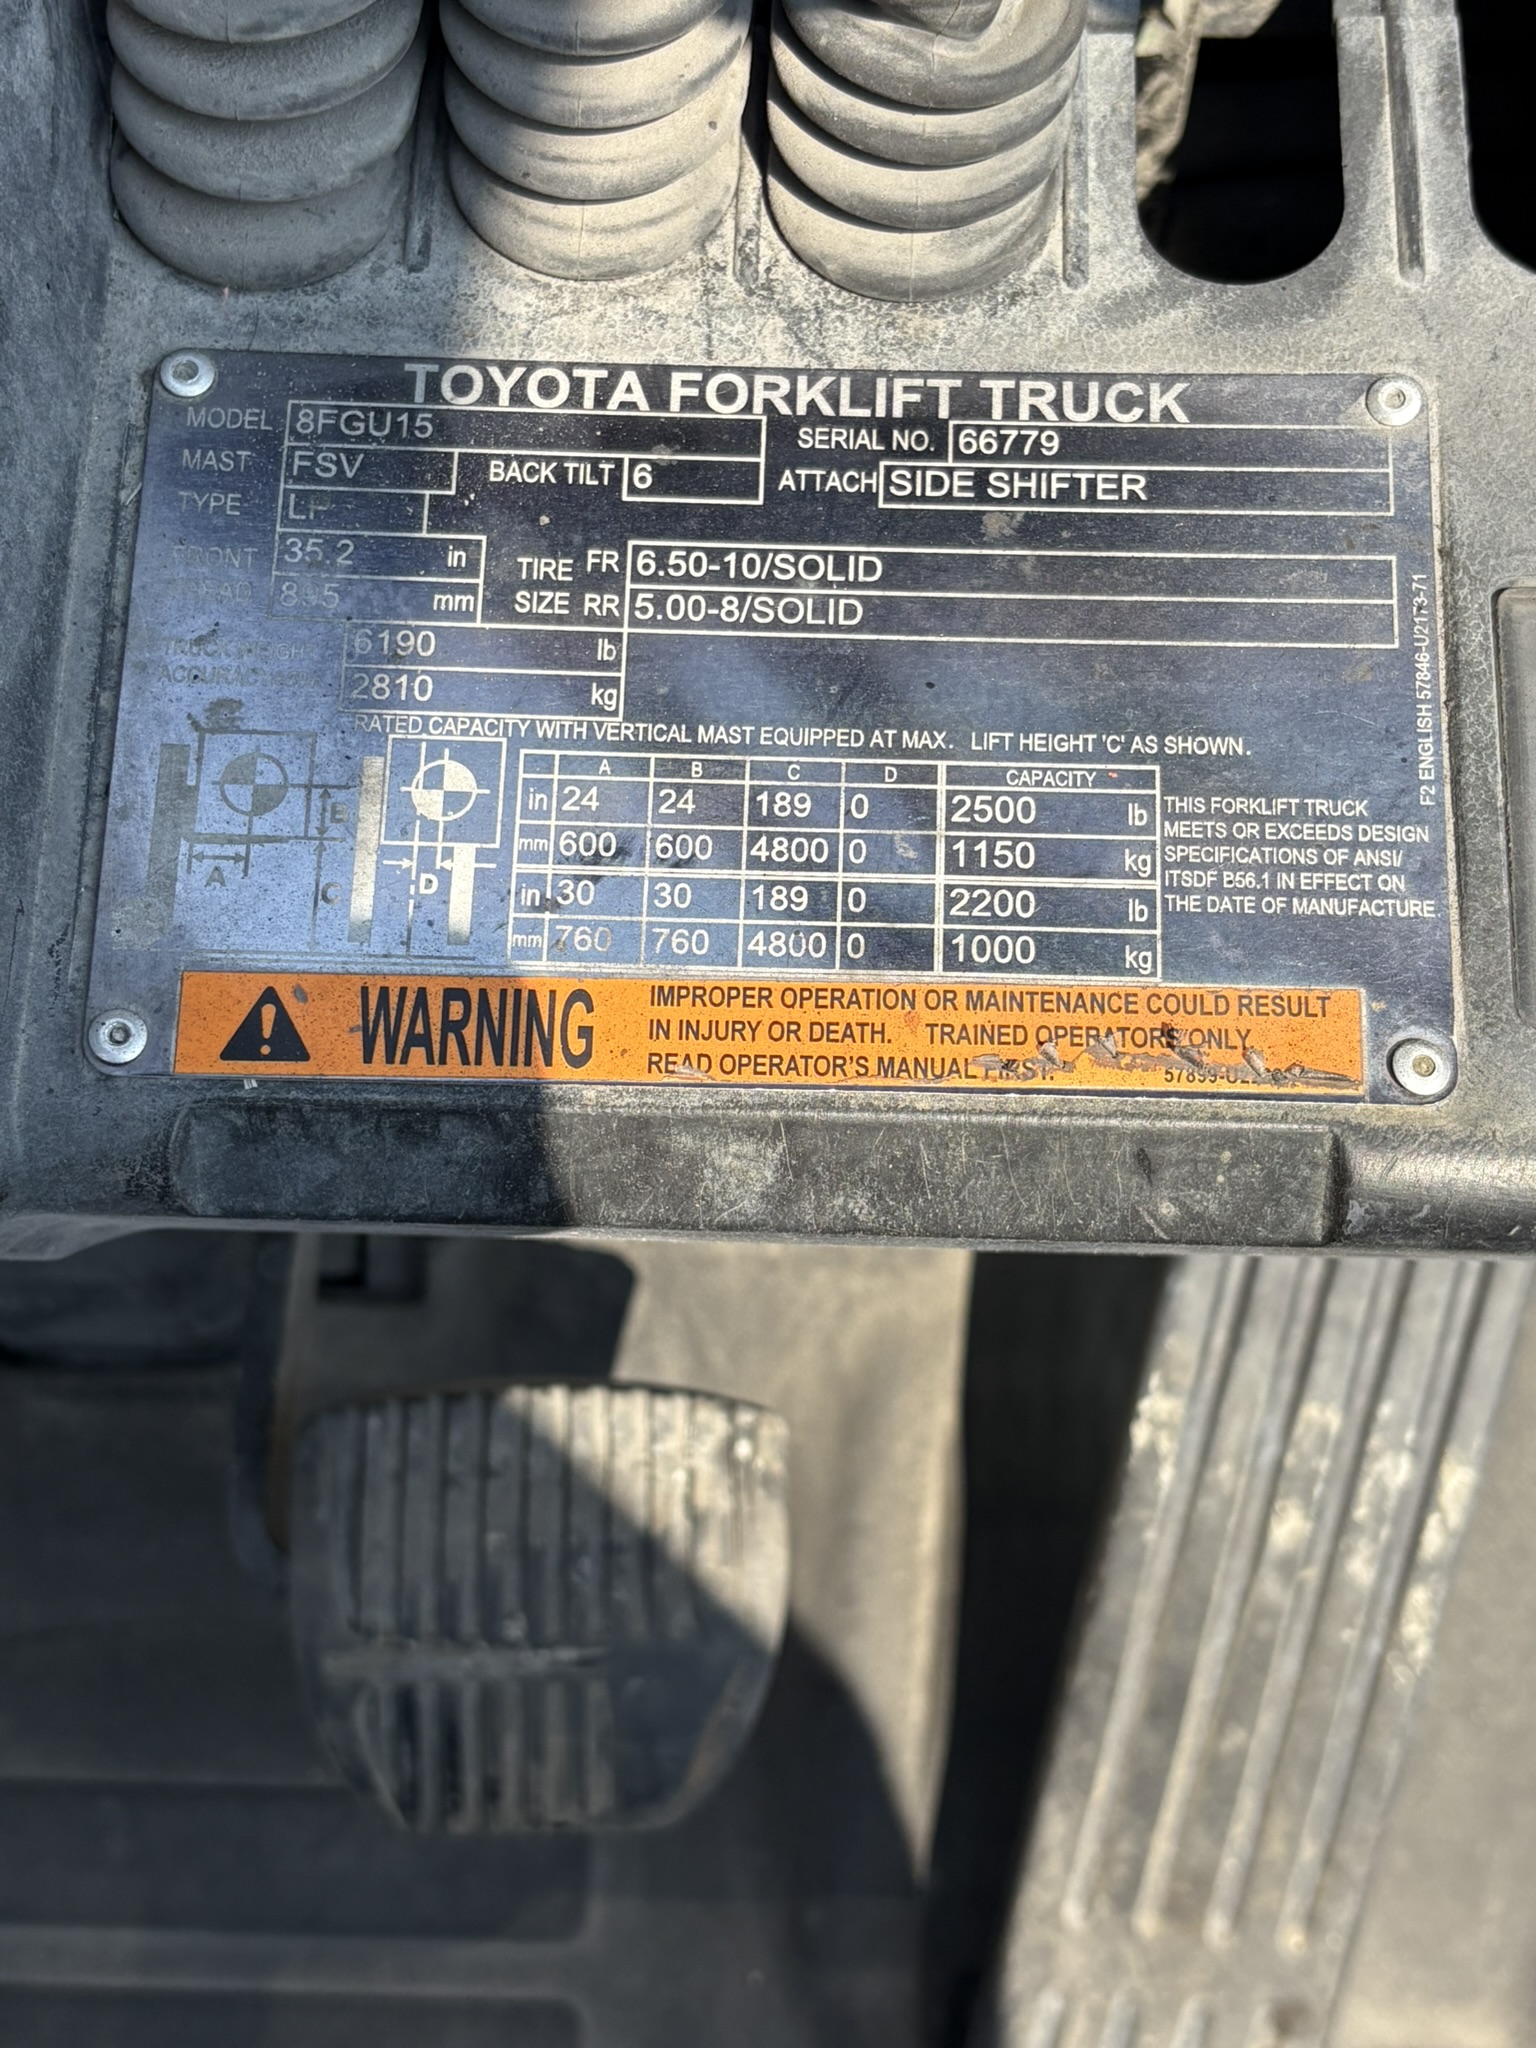 TOYOTA FORKLIFT TRUCK
MODEL 8FGU15 SERIAL NO. 66779
MAST FSV BACK TILT 6 ATTACH SIDE SHIFTER
TYPE LP
FRONT 35.2 in TIRE FR 6.50-10/SOLID
895 mm SIZE RR 5.00-8/SOLID
TRUCK WEIGHT 6190 lb
2810 kg
RATED CAPACITY WITH VERTICAL MAST EQUIPPED AT MAX. LIFT HEIGHT 'C' AS SHOWN.
A B C D CAPACITY
in 24 24 189 0 2500 lb
mm 600 600 4800 0 1150 kg
in 30 30 189 0 2200 lb
mm 760 760 4800 0 1000 kg
A B C D
THIS FORKLIFT TRUCK
MEETS OR EXCEEDS DESIGN
SPECIFICATIONS OF ANSI/
ITSDF B56.1 IN EFFECT ON
THE DATE OF MANUFACTURE.
F2 ENGLISH 57846-U2173-71
WARNING
IMPROPER OPERATION OR MAINTENANCE COULD RESULT
IN INJURY OR DEATH. TRAINED OPERATORS ONLY.
READ OPERATOR'S MANUAL FIRST.